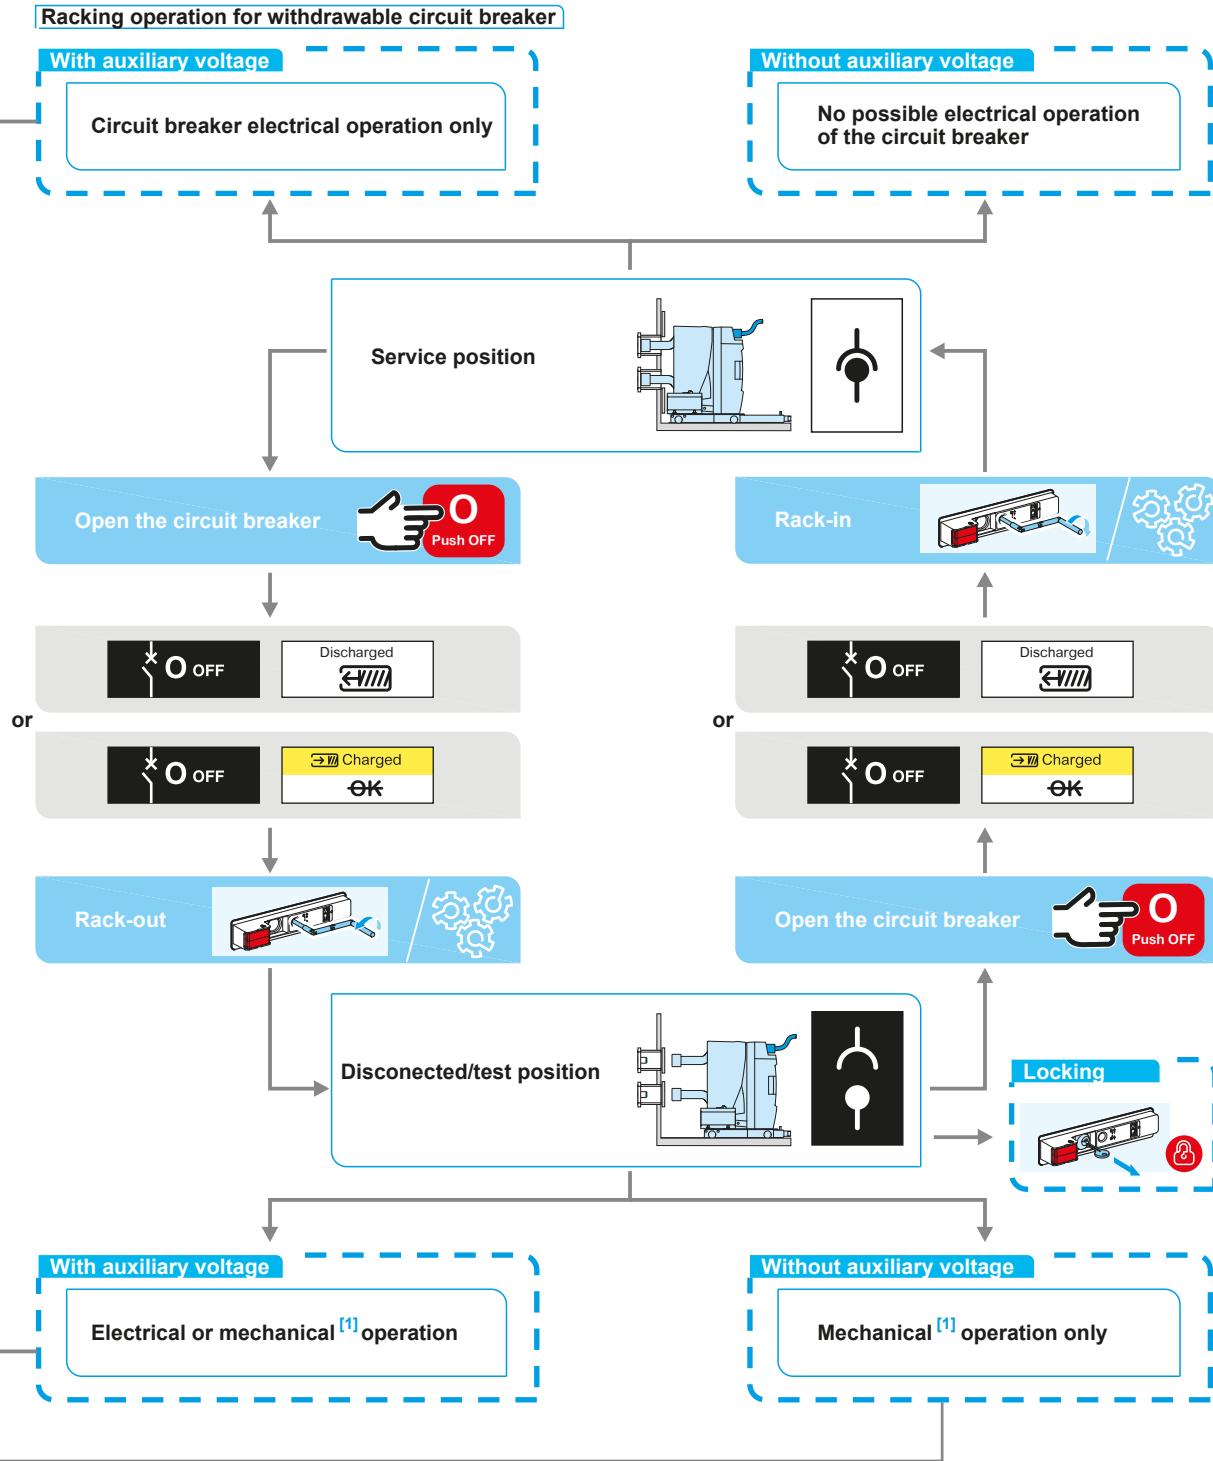 Racking operation for withdrawable circuit breaker
With auxiliary voltage
Circuit breaker electrical operation only
Without auxiliary voltage
No possible electrical operation
of the circuit breaker
Service position
Open the circuit breaker
O
Push OFF
Rack-in
O OFF
Discharged
O OFF
Discharged
or
or
O OFF
Charged
OK
O OFF
Charged
OK
Rack-out
Open the circuit breaker
O
Push OFF
Disconected/test position
Locking
With auxiliary voltage
Electrical or mechanical [1] operation
Without auxiliary voltage
Mechanical [1] operation only